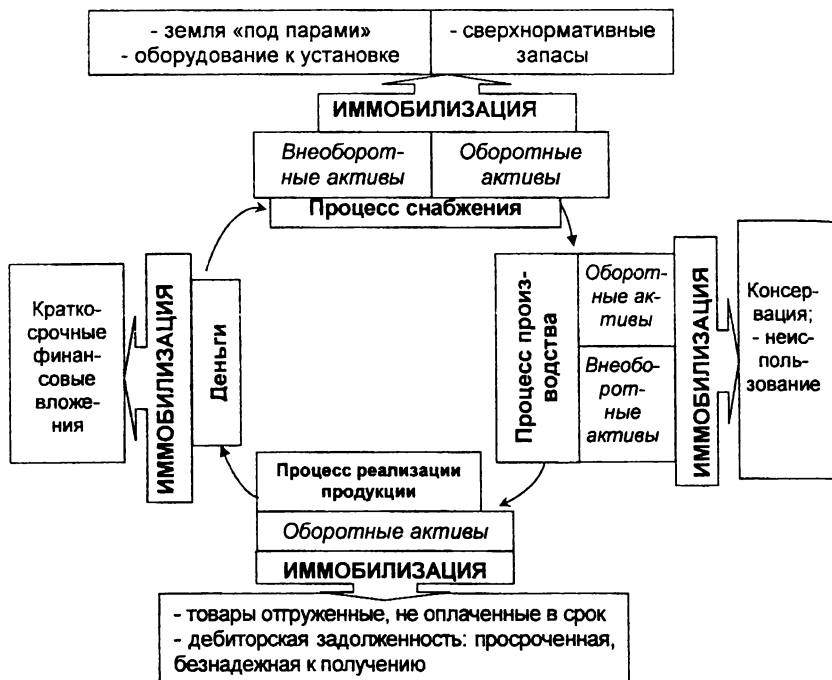 - земля «под парами»
- оборудование к установке
- сверхнормативные
запасы
ИММОБИЛИЗАЦИЯ
Внеоборот-
ные активы
Оборотные
активы
Процесс снабжения
Кратко-
срочные
финан-
совые
вложе-
ния
ИММОБИЛИЗАЦИЯ
Деньги
Процесс произ-
водства
Оборот-
ные ак-
тивы
Внеобо-
рот-
ные
активы
ИММОБИЛИЗАЦИЯ
Консер-
вация;
- неис-
пользо-
вание
Процесс реализации
продукции
Оборотные активы
ИММОБИЛИЗАЦИЯ
- товары отгруженные, не оплаченные в срок
- дебиторская задолженность: просроченная,
безнадежная к получению